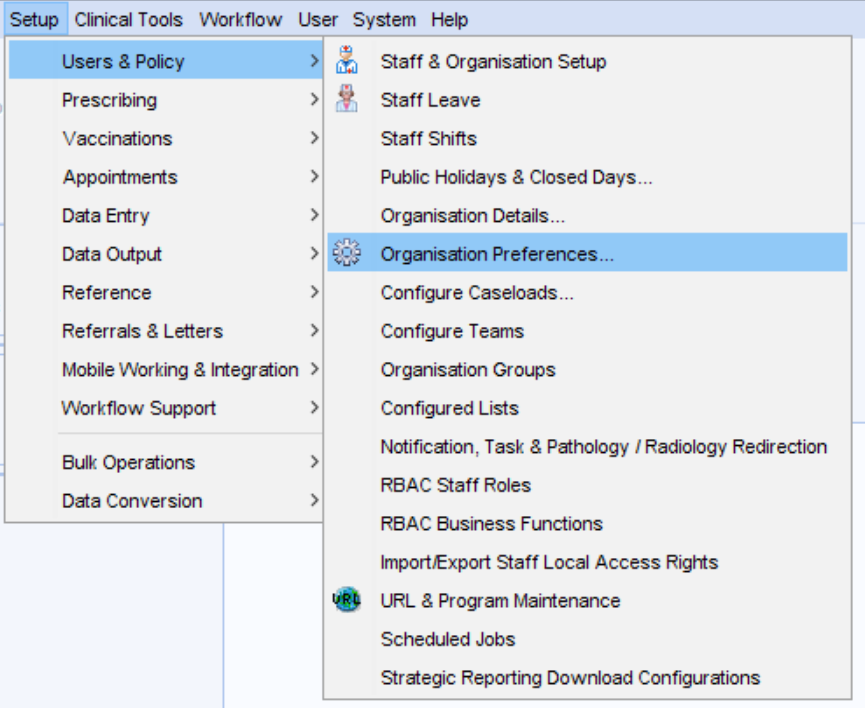 Setup Clinical Tools Workflow User System Help
Users & Policy
Prescribing
Vaccinations
Appointments
Data Entry
Data Output
Reference
Referrals & Letters
Mobile Working & Integration
Workflow Support
Bulk Operations
Data Conversion
Staff & Organisation Setup
Staff Leave
Staff Shifts
Public Holidays & Closed Days...
Organisation Details...
Organisation Preferences...
Configure Caseloads...
Configure Teams
Organisation Groups
Configured Lists
Notification, Task & Pathology / Radiology Redirection
RBAC Staff Roles
RBAC Business Functions
Import/Export Staff Local Access Rights
URL URL & Program Maintenance
Scheduled Jobs
Strategic Reporting Download Configurations